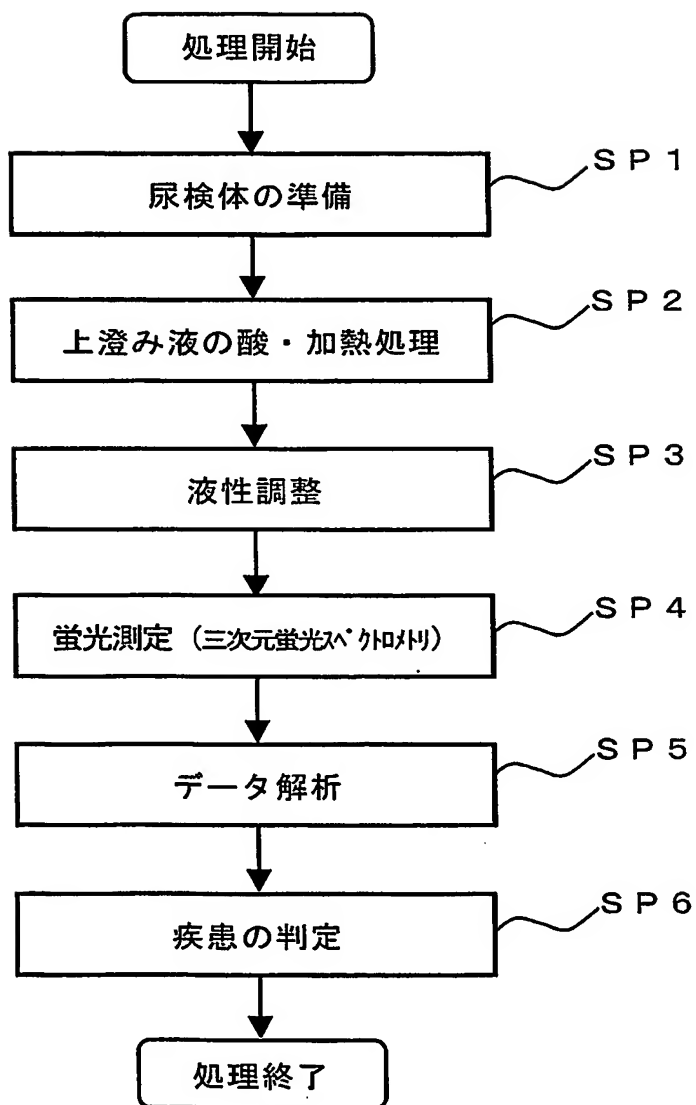 処理開始
尿検体の準備
SP1
上澄み液の酸・加熱処理
SP2
液性調整
SP3
蛍光測定（三次元蛍光ｽﾍﾟｸﾄﾛﾒﾄﾘ）
SP4
データ解析
SP5
疾患の判定
SP6
処理終了